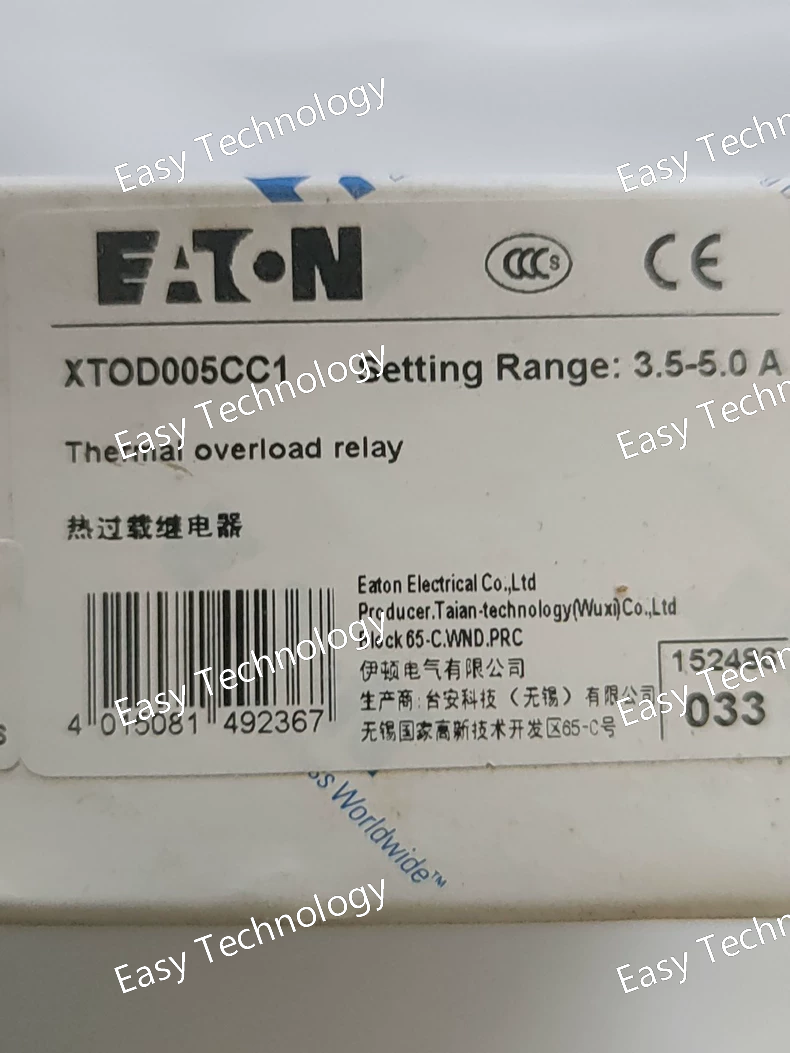 Easy Technology
Easy Techn
EATON
CCC S
CE
XTOD005CC1 Setting Range: 3.5-5.0 A
Easy Technology
Easy Techn
Thermal overload relay
热过载继电器
Eaton Electrical Co.,Ltd
Producer.Taian-technology(Wuxi)Co.,Ltd
Block 65-C.WND.PRC
伊顿电气有限公司
生产商:台安科技（无锡）有限公司
无锡国家高新技术开发区65-C号
4 015081 492367
152486
033
Easy Technology
Easy Techn
ss Worldwide™
Easy Technology
Easy Techn